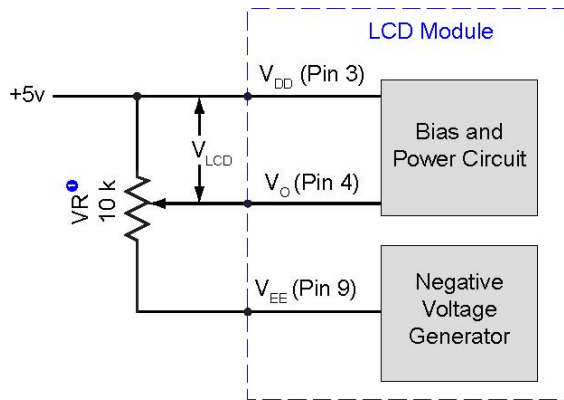 LCD Module
V_DD (Pin 3)
+5v
Bias and
Power Circuit
V_LCD
V_O (Pin 4)
VR❶
10 k
V_EE (Pin 9)
Negative
Voltage
Generator